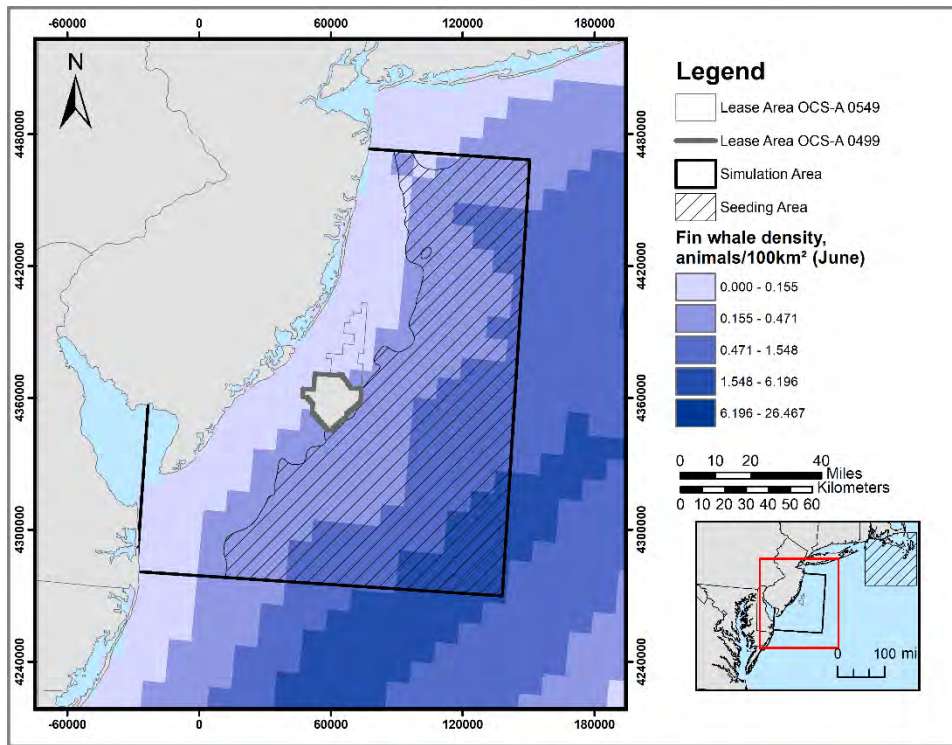 -60000 0 60000 120000 180000
N
4480000
4420000
4360000
4300000
4240000
4480000
4420000
4360000
4300000
4240000
-60000 0 60000 120000 180000
Legend
Lease Area OCS-A 0549
Lease Area OCS-A 0499
Simulation Area
Seeding Area
Fin whale density,
animals/100km² (June)
0.000 - 0.155
0.155 - 0.471
0.471 - 1.548
1.548 - 6.196
6.196 - 26.467
0 10 20 40
Miles
Kilometers
0 10 20 30 40 50 60
0 100 mi